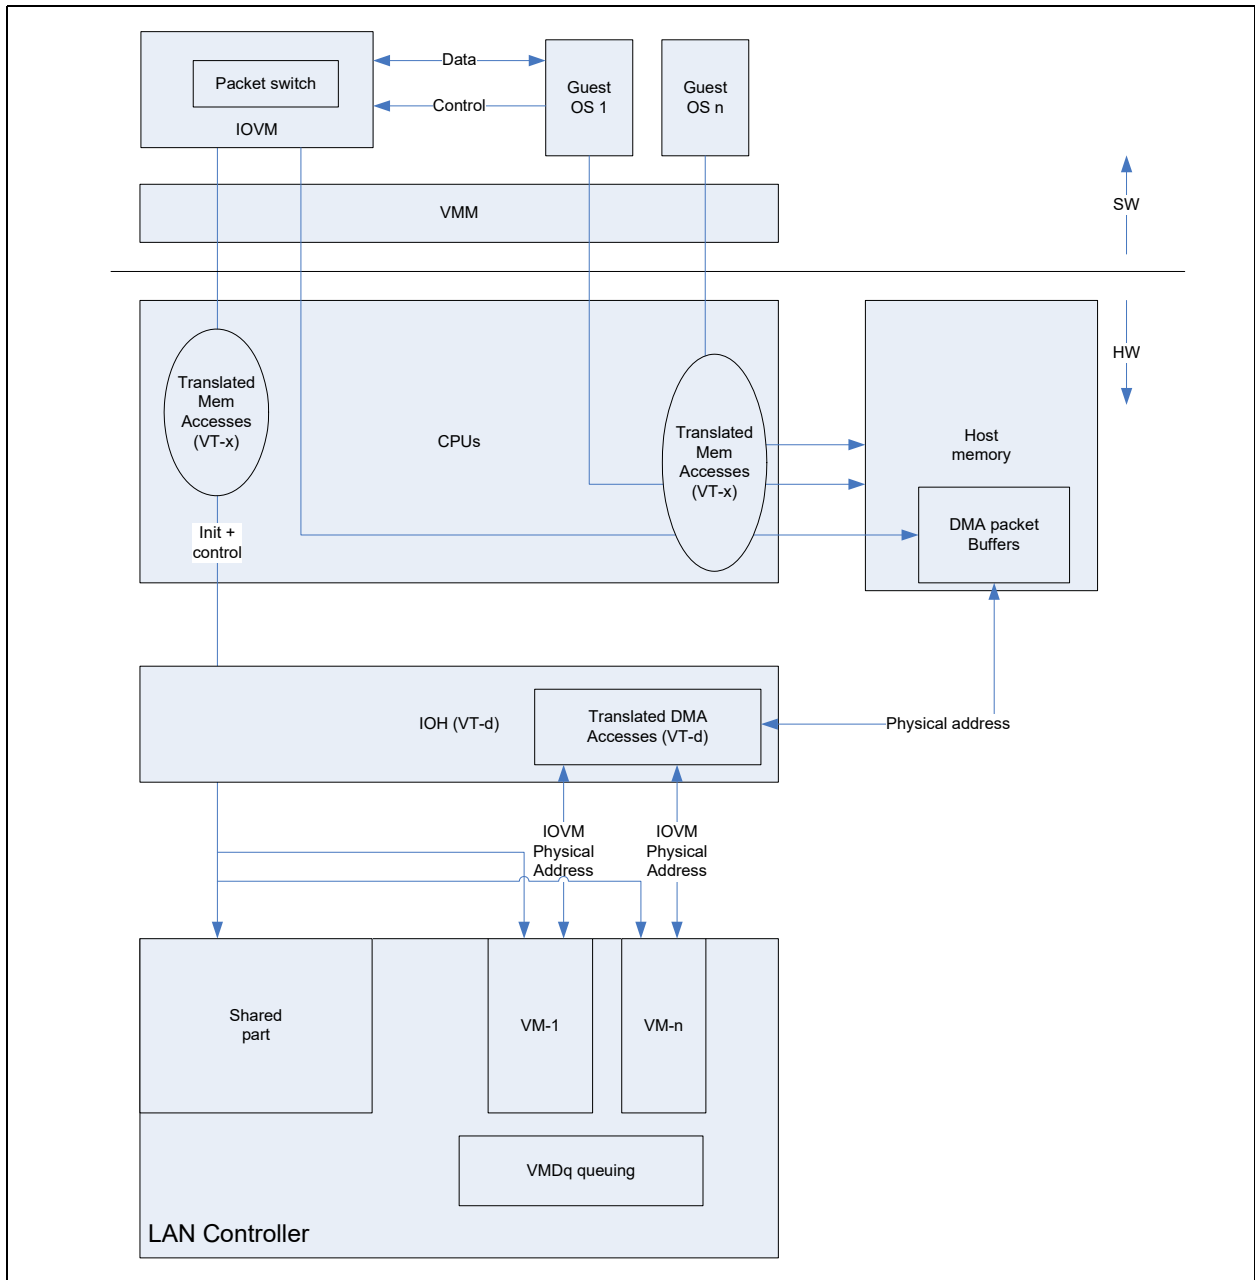 Packet switch
IOVM
Data
Control
Guest
OS 1
Guest
OS n
VMM
SW
HW
Translated
Mem
Accesses
(VT-x)
CPUs
Translated
Mem
Accesses
(VT-x)
Host
memory
DMA packet
Buffers
Init +
control
IOH (VT-d)
Translated DMA
Accesses (VT-d)
Physical address
IOVM
Physical
Address
IOVM
Physical
Address
Shared
part
VM-1
VM-n
VMDq queuing
LAN Controller